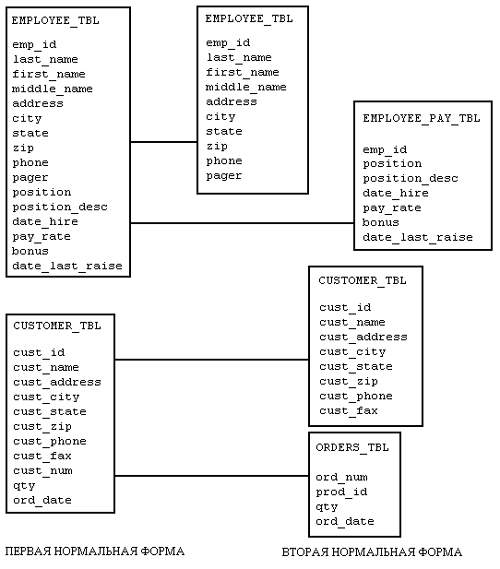 EMPLOYEE_TBL
emp_id
last_name
first_name
middle_name
address
city
state
zip
phone
pager
position
position_desc
date_hire
pay_rate
bonus
date_last_raise
EMPLOYEE_TBL
emp_id
last_name
first_name
middle_name
address
city
state
zip
phone
pager
EMPLOYEE_PAY_TBL
emp_id
position
position_desc
date_hire
pay_rate
bonus
date_last_raise
CUSTOMER_TBL
cust_id
cust_name
cust_address
cust_city
cust_state
cust_zip
cust_phone
cust_fax
cust_num
qty
ord_date
CUSTOMER_TBL
cust_id
cust_name
cust_address
cust_city
cust_state
cust_zip
cust_phone
cust_fax
ORDERS_TBL
ord_num
prod_id
qty
ord_date
ПЕРВАЯ НОРМАЛЬНАЯ ФОРМА
ВТОРАЯ НОРМАЛЬНАЯ ФОРМА